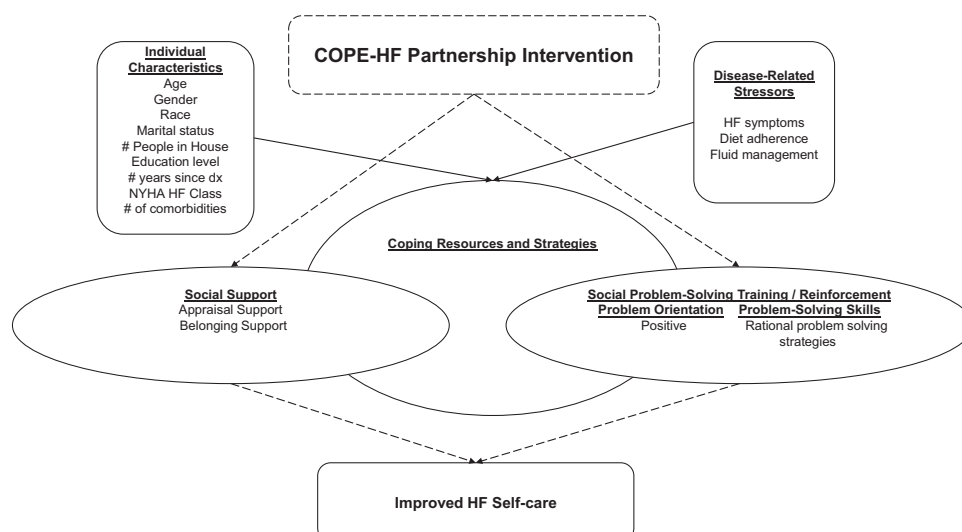 COPE-HF Partnership Intervention
Individual
Characteristics
Age
Gender
Race
Marital status
# People in House
Education level
# years since dx
NYHA HF Class
# of comorbidities
Disease-Related
Stressors
HF symptoms
Diet adherence
Fluid management
Coping Resources and Strategies
Social Support
Appraisal Support
Belonging Support
Social Problem-Solving Training / Reinforcement
Problem Orientation Problem-Solving Skills
Positive Rational problem solving
strategies
Improved HF Self-care